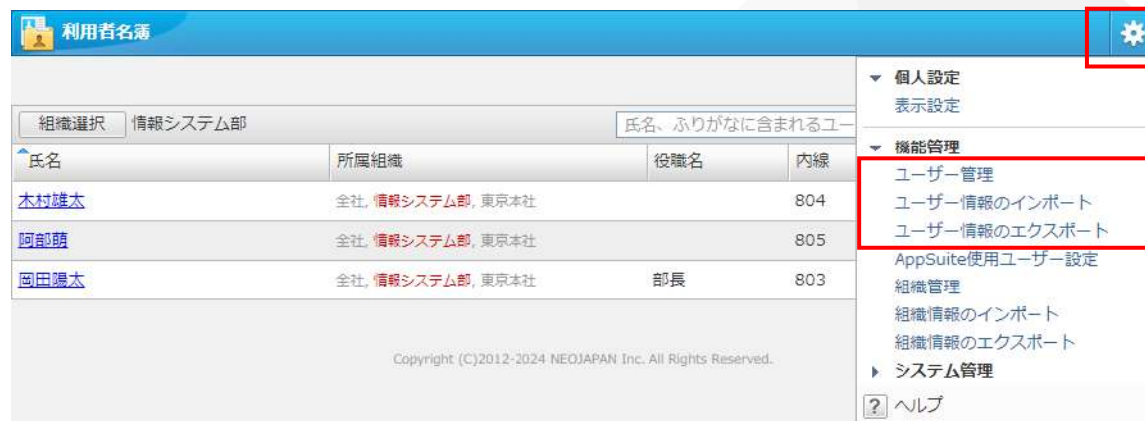 利用者名簿
個人設定
表示設定
組織選択 情報システム部 氏名、ふりがなに含まれるユー
氏名 所属組織 役職名 内線
木村雄太 全社, 情報システム部, 東京本社 804
阿部萌 全社, 情報システム部, 東京本社 805
岡田陽太 全社, 情報システム部, 東京本社 部長 803
Copyright (C)2012-2024 NEOJAPAN Inc. All Rights Reserved.
機能管理
ユーザー管理
ユーザー情報のインポート
ユーザー情報のエクスポート
AppSuite使用ユーザー設定
組織管理
組織情報のインポート
組織情報のエクスポート
システム管理
? ヘルプ